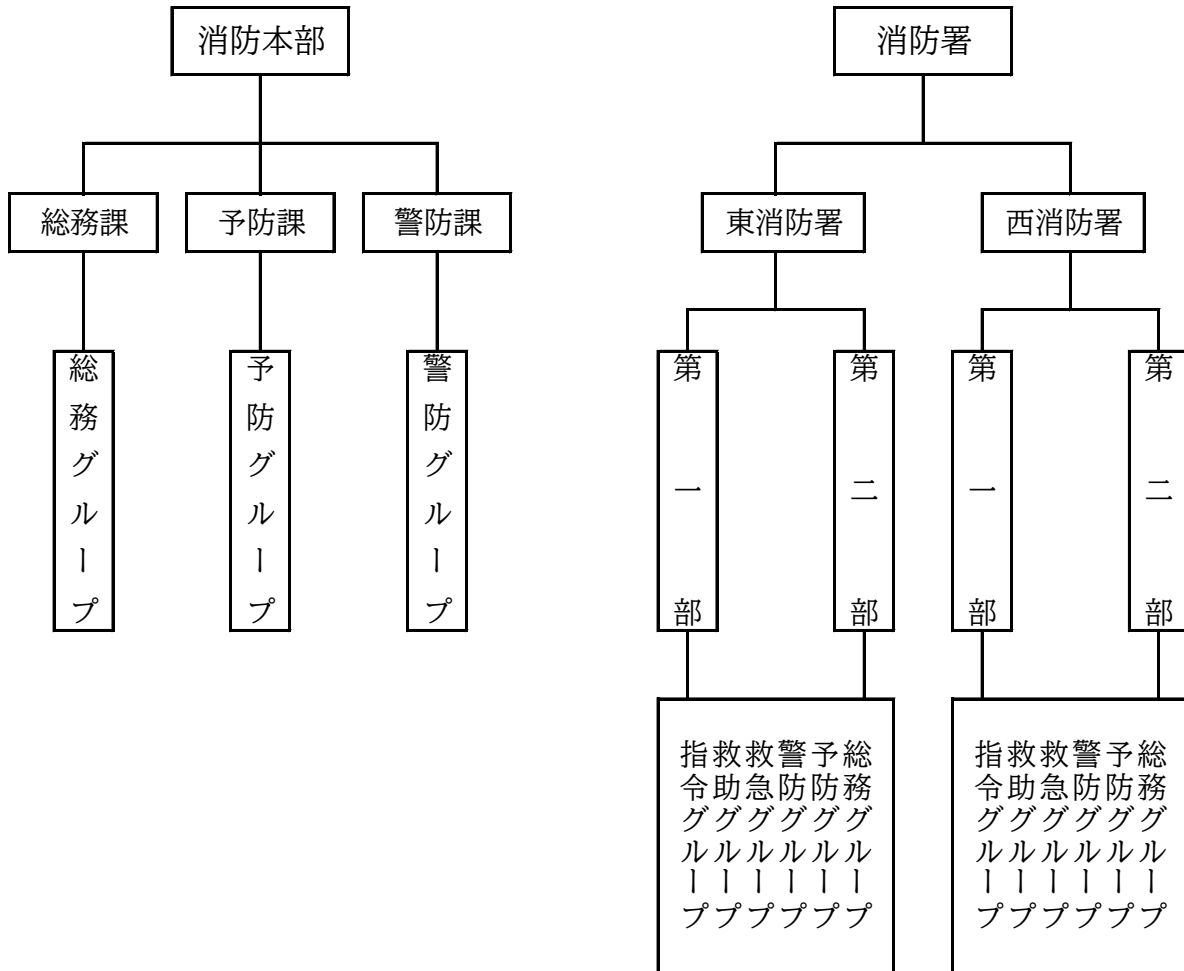 消防本部
消防署
総務課
予防課
警防課
東消防署
西消防署
総務グループ
予防グループ
警防グループ
第一部
第二部
第一部
第二部
総務グループ
予防グループ
警防グループ
救急グループ
救助グループ
指令グループ
総務グループ
予防グループ
警防グループ
救急グループ
救助グループ
指令グループ